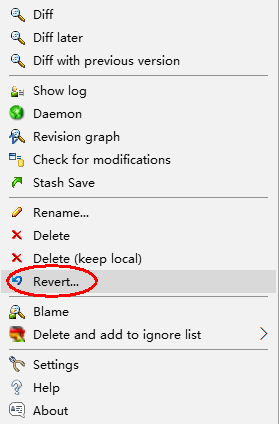 Diff
Diff later
Diff with previous version
Show log
Daemon
Revision graph
Check for modifications
Stash Save
Rename...
Delete
Delete (keep local)
Revert...
Blame
Delete and add to ignore list
Settings
Help
About